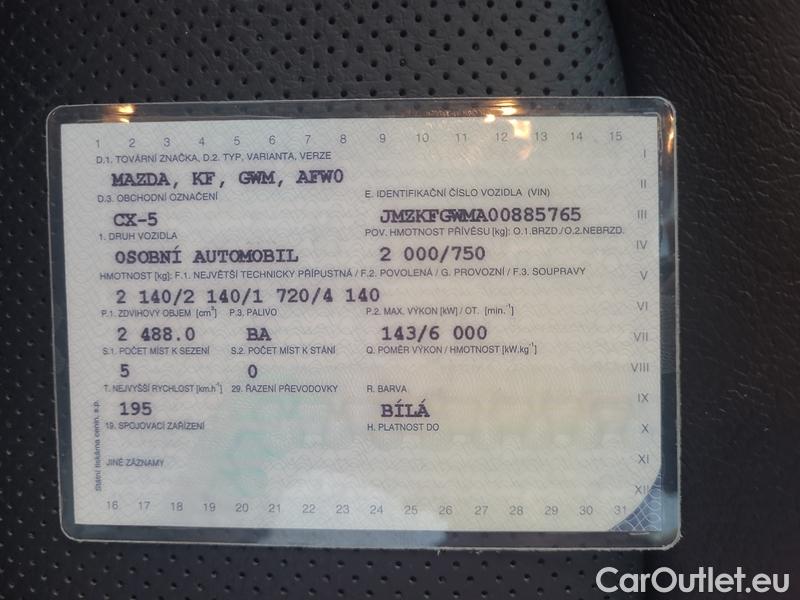 1 2 3 4 5 6 7 8 9 10 11 12 13 14 15
D.1. TOVÁRNÍ ZNAČKA, D.2. TYP, VARIANTA, VERZE
I
MAZDA, KF, GWM, AFW0
II
D.3. OBCHODNÍ OZNAČENÍ
E. IDENTIFIKAČNÍ ČÍSLO VOZIDLA (VIN)
CX-5
JMZKFGWMA00885765
III
1. DRUH VOZIDLA
POV. HMOTNOST PŘÍVĚSU [kg]: O.1.BRZD./O.2.NEBRZD.
OSOBNÍ AUTOMOBIL
2 000/750
IV
HMOTNOST [kg]: F.1. NEJVĚTŠÍ TECHNICKY PŘÍPUSTNÁ / F.2. POVOLENÁ / G. PROVOZNÍ / F.3. SOUPRAVY
V
2 140/2 140/1 720/4 140
VI
P.1. ZDVIHOVÝ OBJEM [cm³]
P.3. PALIVO
P.2. MAX. VÝKON [kW] / OT. [min.⁻¹]
2 488.0
BA
143/6 000
VII
S.1. POČET MÍST K SEZENÍ
S.2. POČET MÍST K STÁNÍ
Q. POMĚR VÝKON / HMOTNOST [kW.kg⁻¹]
5
0
VIII
T. NEJVYŠŠÍ RYCHLOST [km.h⁻¹]
29. ŘAZENÍ PŘEVODOVKY
R. BARVA
195
BÍLÁ
IX
19. SPOJOVACÍ ZAŘÍZENÍ
H. PLATNOST DO
X
JINÉ ZÁZNAMY
XI
XII
Státní tiskárna cenin, s.p.
16 17 18 19 20 21 22 23 24 25 26 27 28 29 30 31
CarOutlet.eu